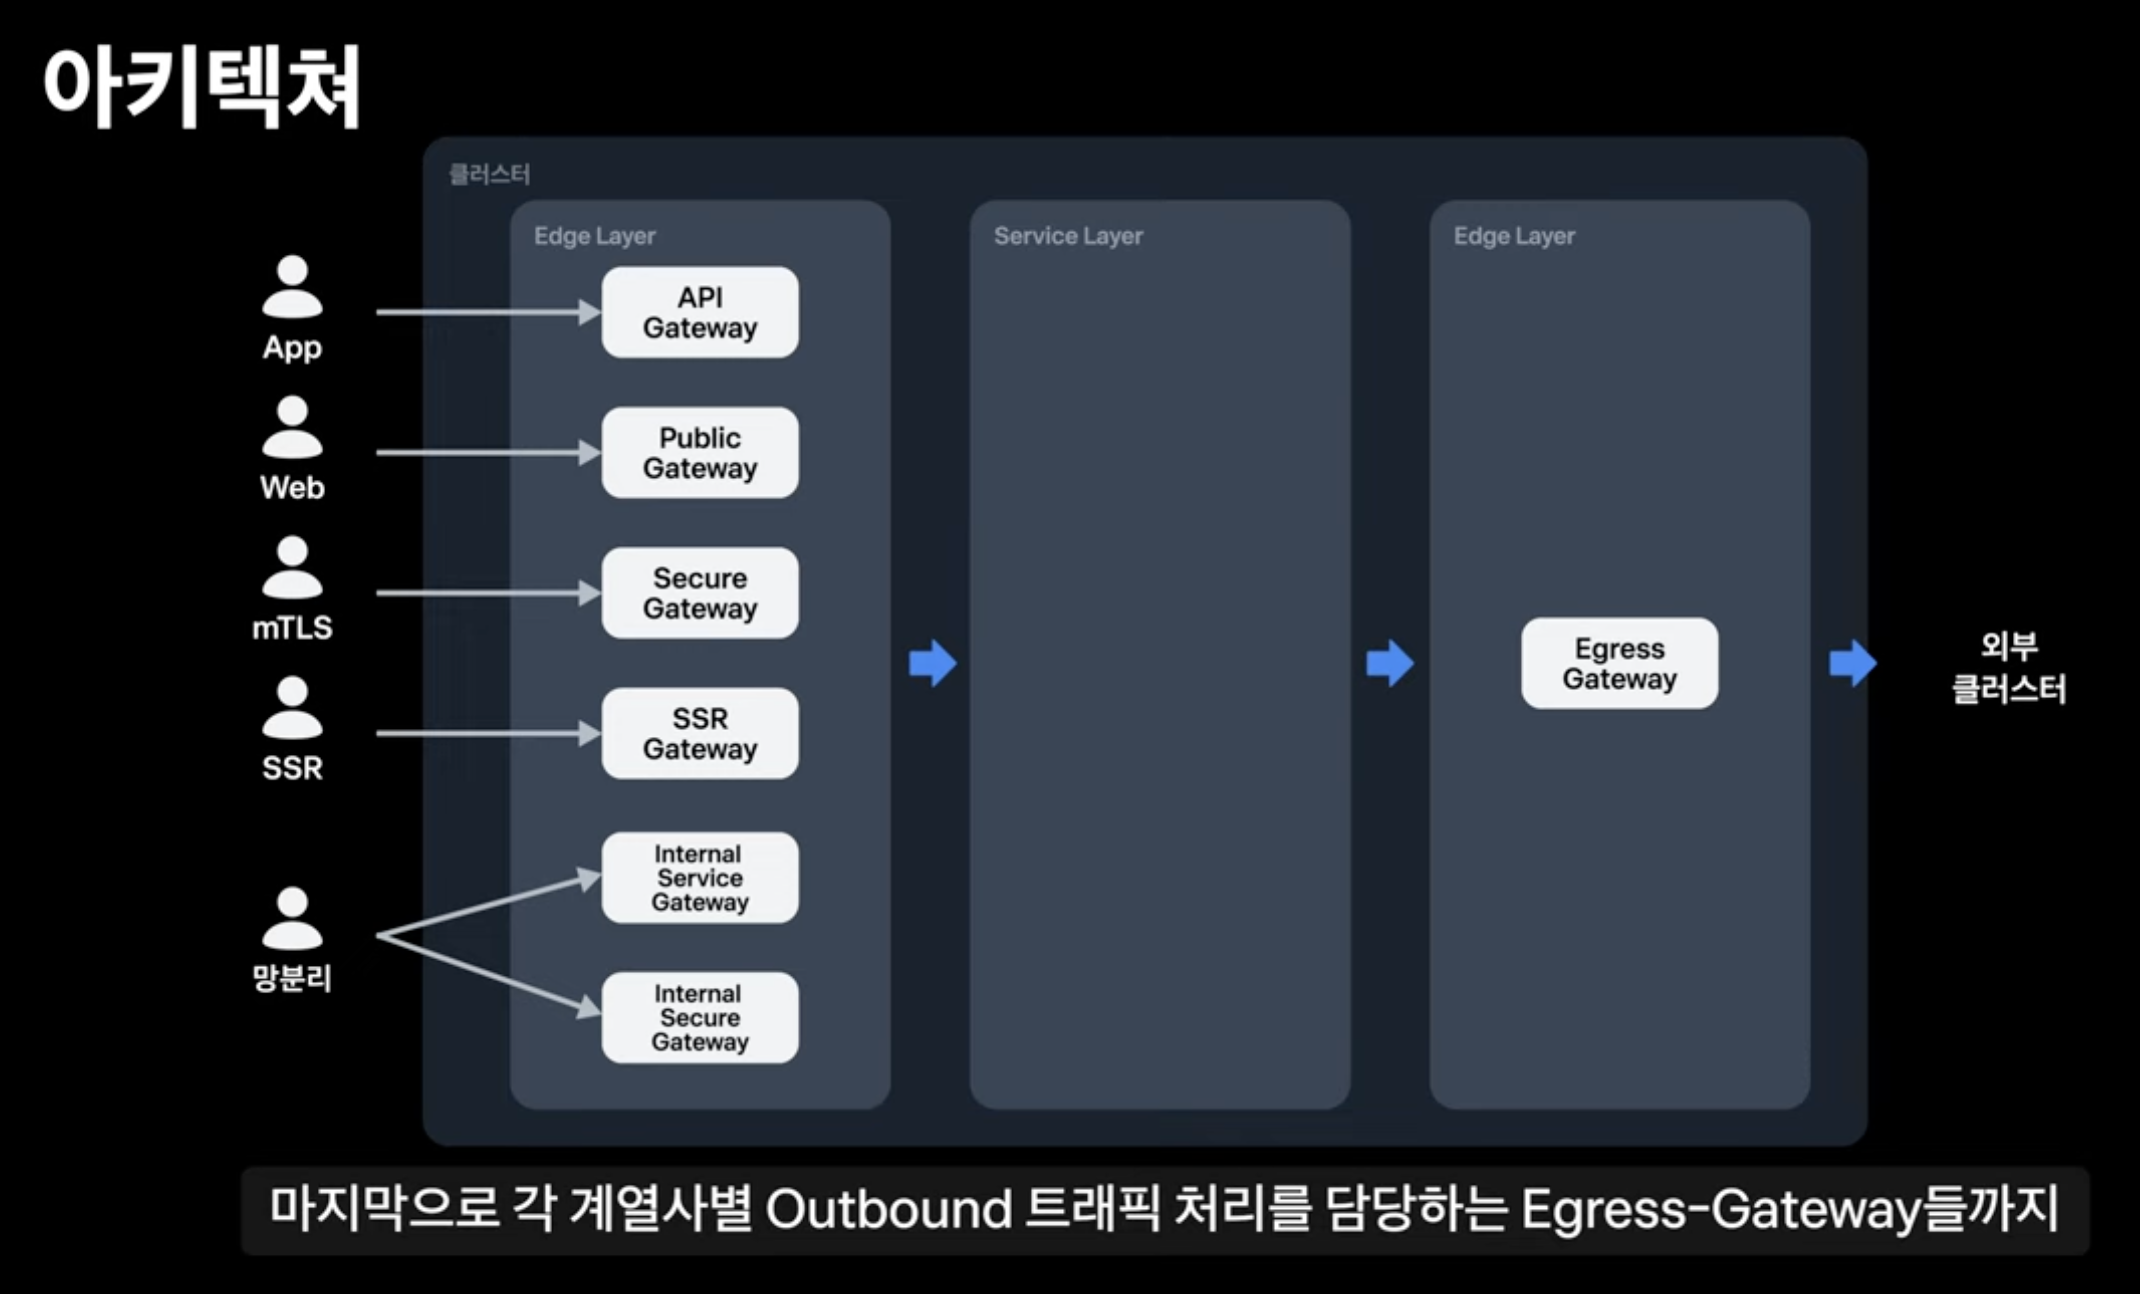 아키텍쳐
클러스터
Edge Layer
Service Layer
Edge Layer
App
API
Gateway
Web
Public
Gateway
mTLS
Secure
Gateway
SSR
SSR
Gateway
망분리
Internal
Service
Gateway
Internal
Secure
Gateway
Egress
Gateway
외부
클러스터
마지막으로 각 계열사별 Outbound 트래픽 처리를 담당하는 Egress-Gateway들까지